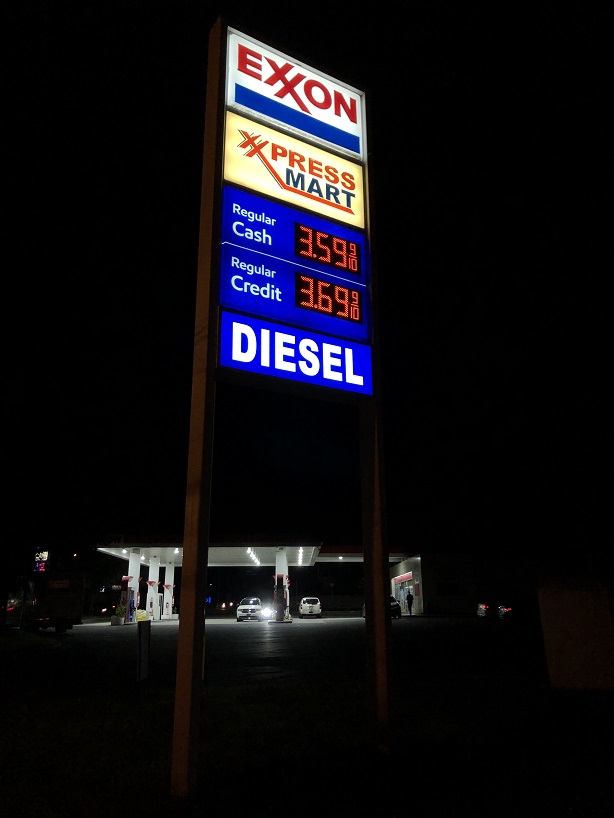 EXXON
XPRESS
MART
Regular
Cash
3.59 9/10
Regular
Credit
3.69 9/10
DIESEL